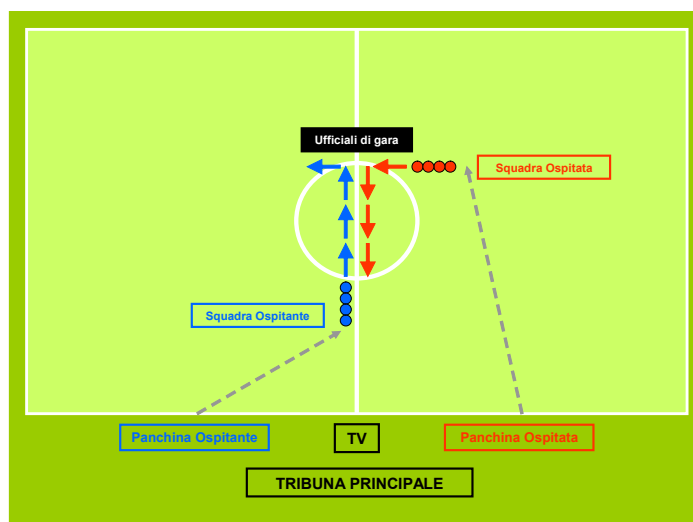 Ufficiali di gara
Squadra Ospitata
Squadra Ospitante
Panchina Ospitante
TV
Panchina Ospitata
TRIBUNA PRINCIPALE